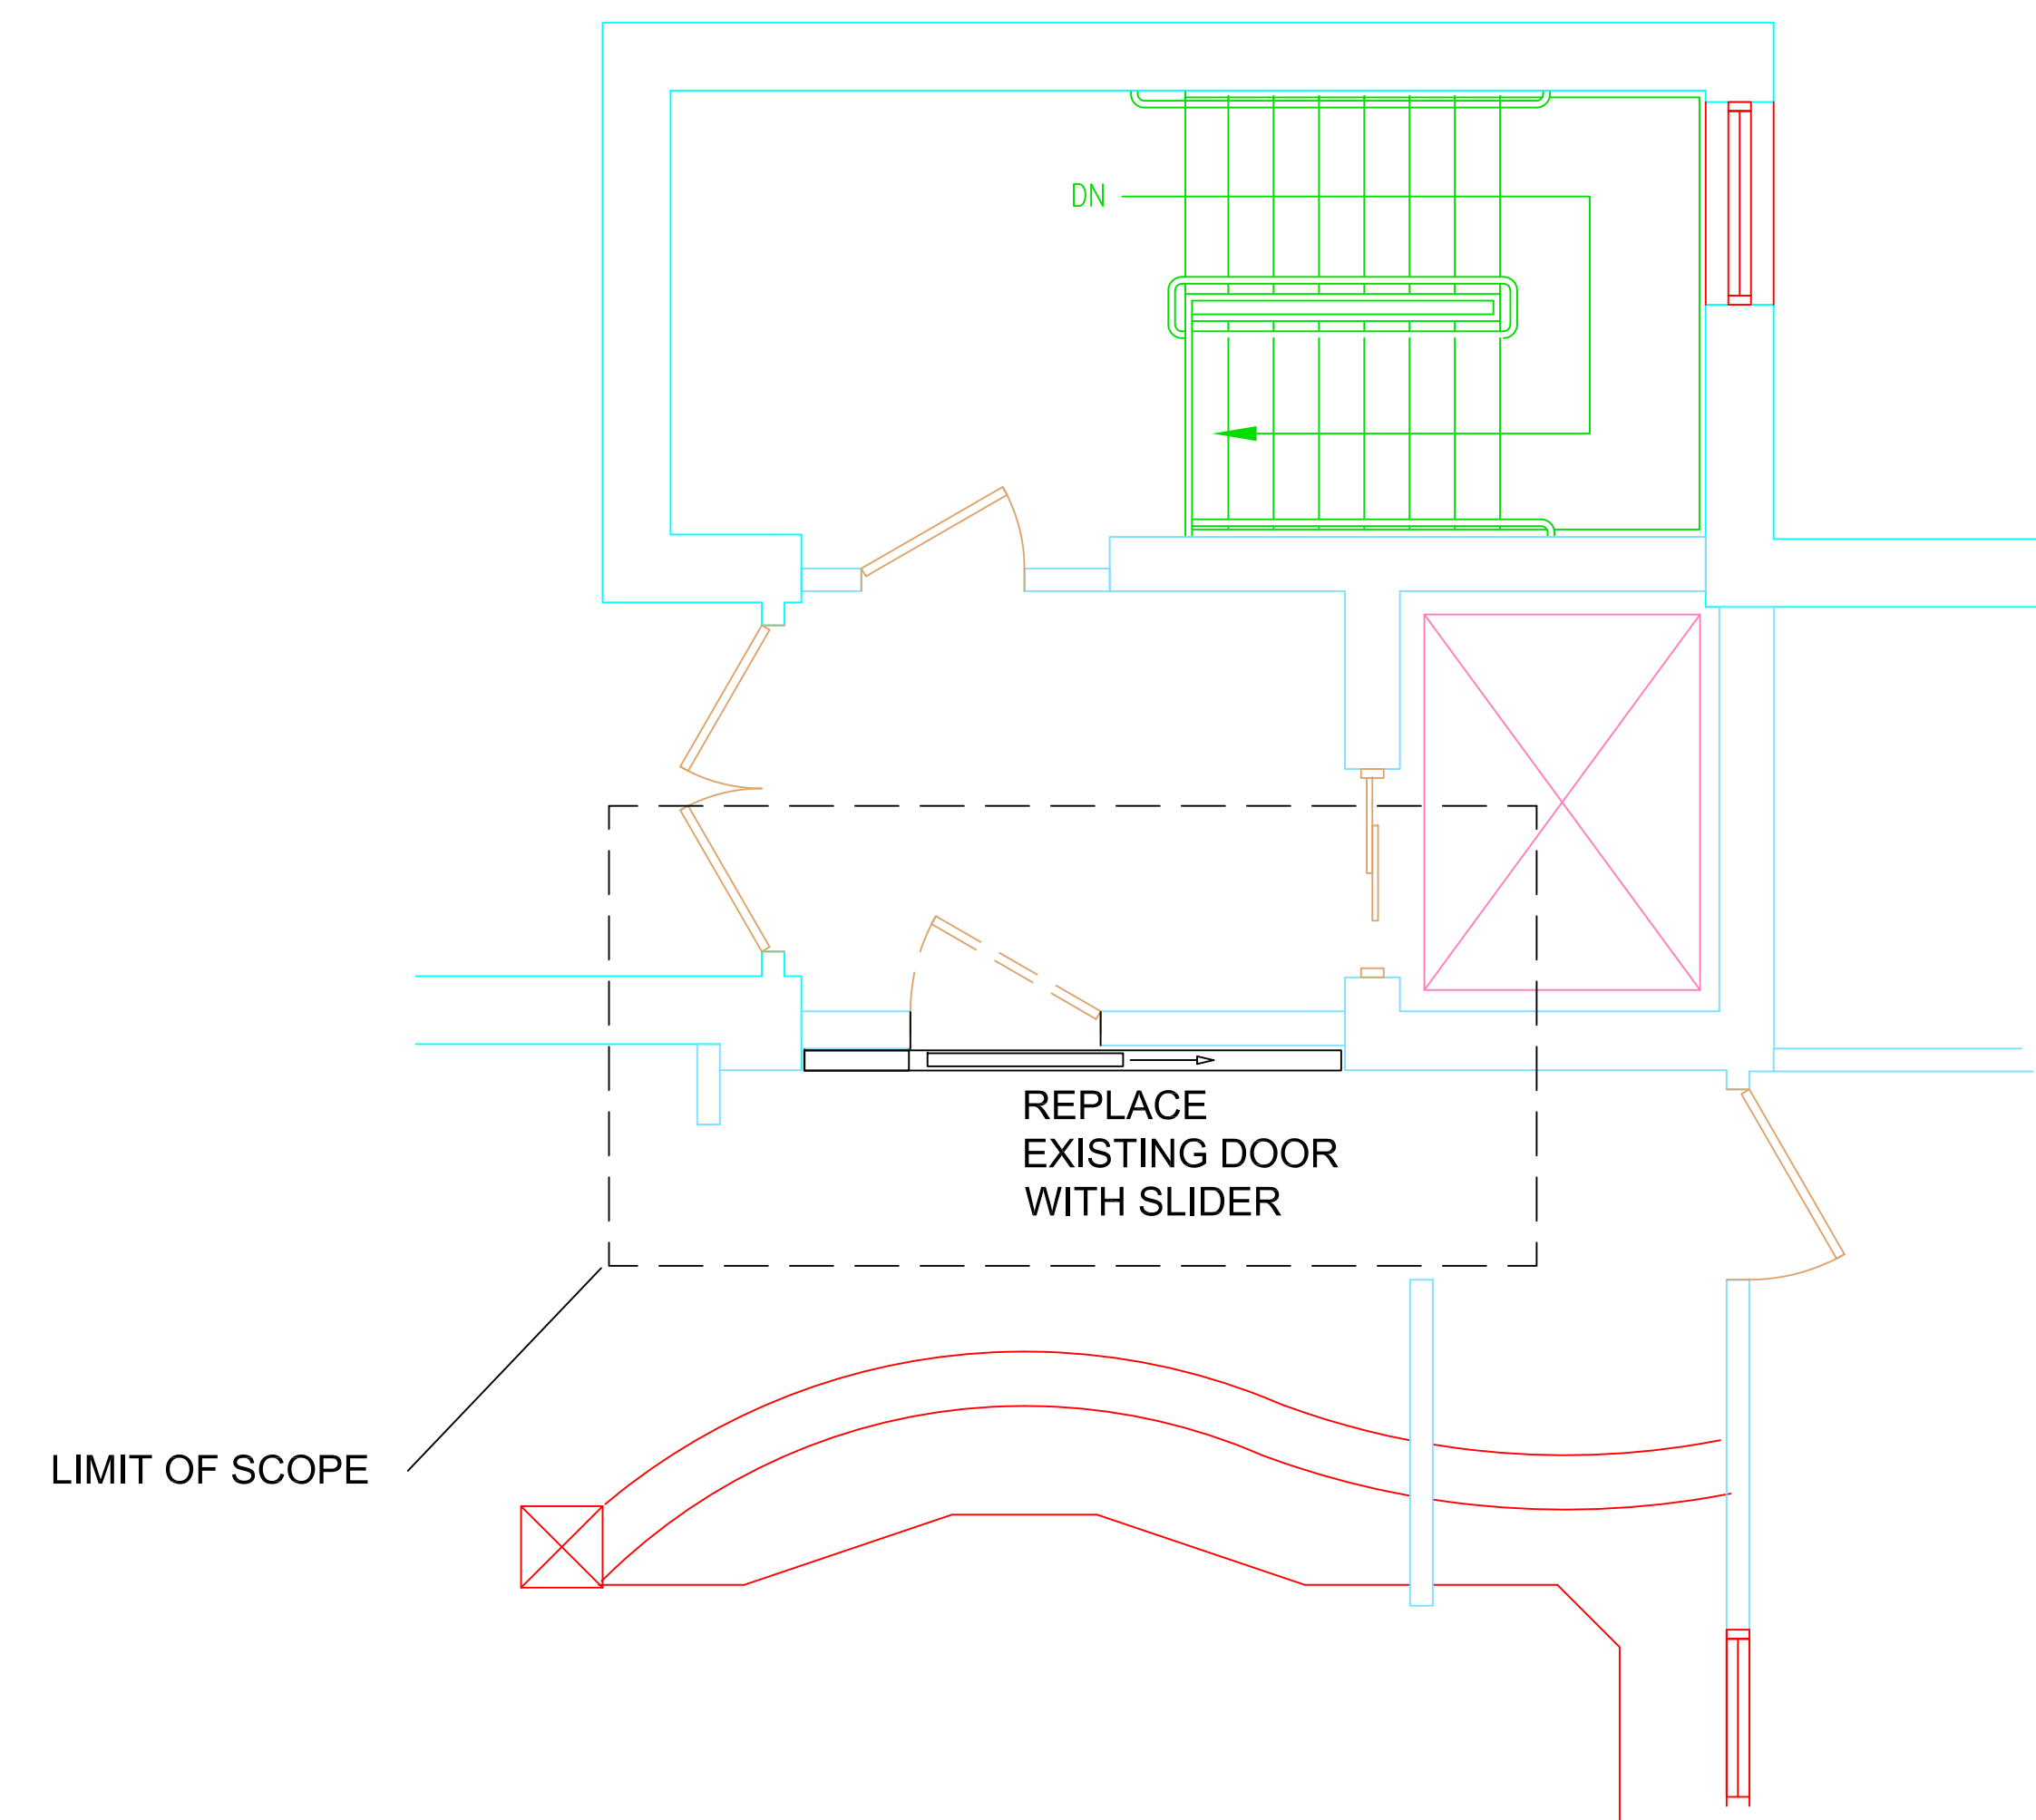 DN
REPLACE
EXISTING DOOR
WITH SLIDER
LIMIT OF SCOPE